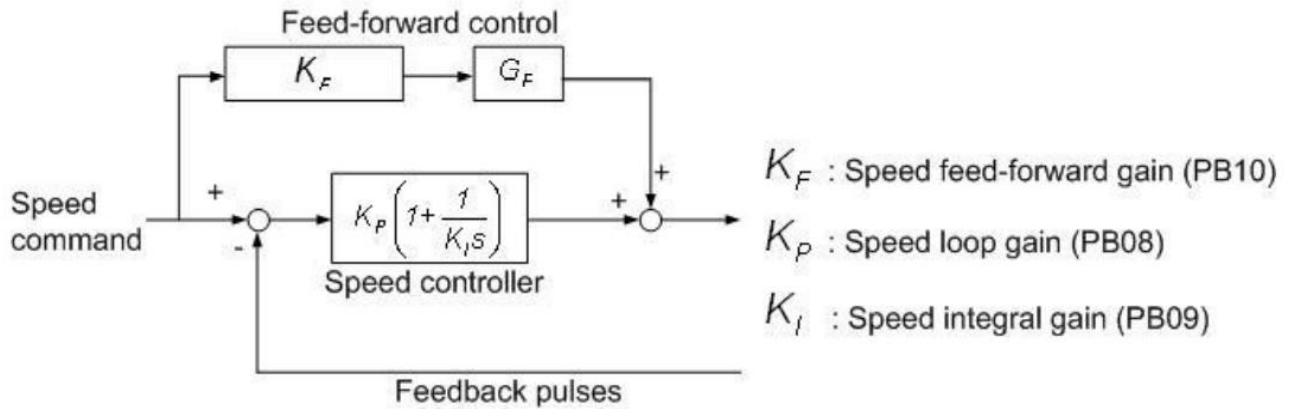 Feed-forward control
K_F
G_F
+
+
K_F : Speed feed-forward gain (PB10)
Speed
command
+
-
K_P(1+1/(K_I s))
+
K_P : Speed loop gain (PB08)
Speed controller
K_I : Speed integral gain (PB09)
Feedback pulses